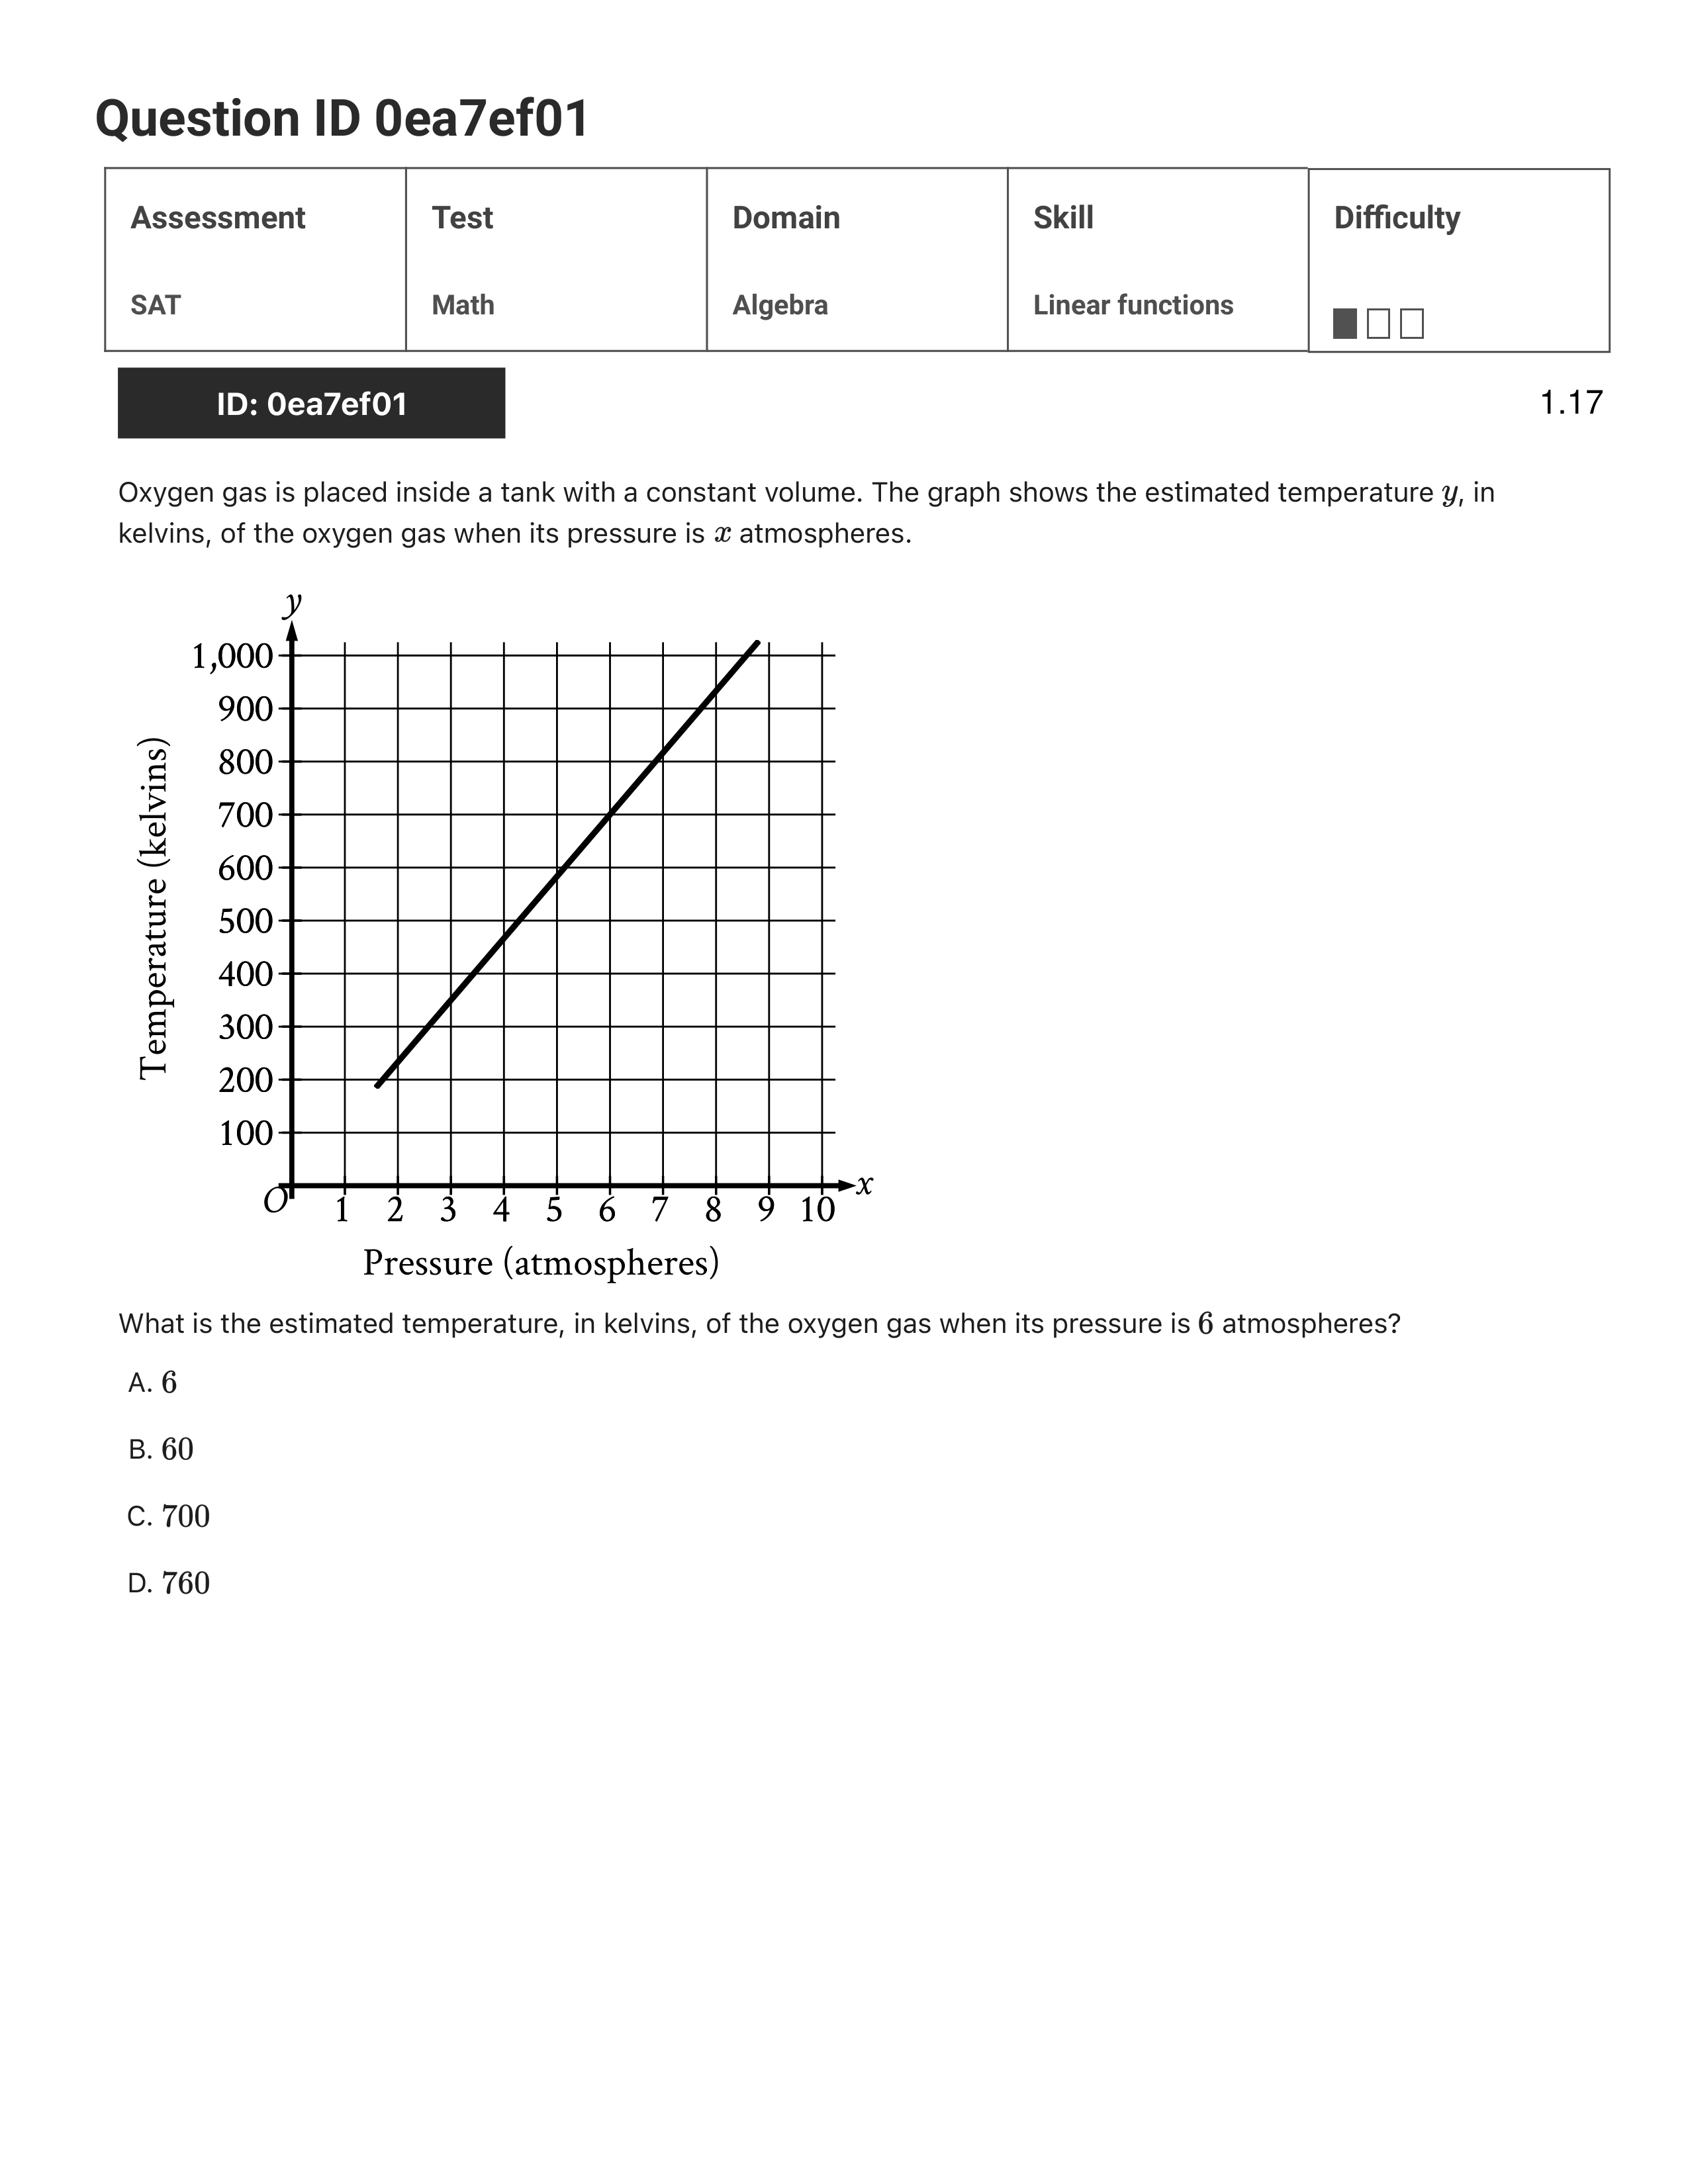 Question ID 0ea7ef01
Assessment Test Domain Skill Difficulty
SAT Math Algebra Linear functions
ID: 0ea7ef01 1.17
Oxygen gas is placed inside a tank with a constant volume. The graph shows the estimated temperature y, in
kelvins, of the oxygen gas when its pressure is x atmospheres.
y
1,000
900
800
700
600
500
400
300
200
100
Temperature (kelvins)
O 1 2 3 4 5 6 7 8 9 10 x
Pressure (atmospheres)
What is the estimated temperature, in kelvins, of the oxygen gas when its pressure is 6 atmospheres?
A. 6
B. 60
C. 700
D. 760